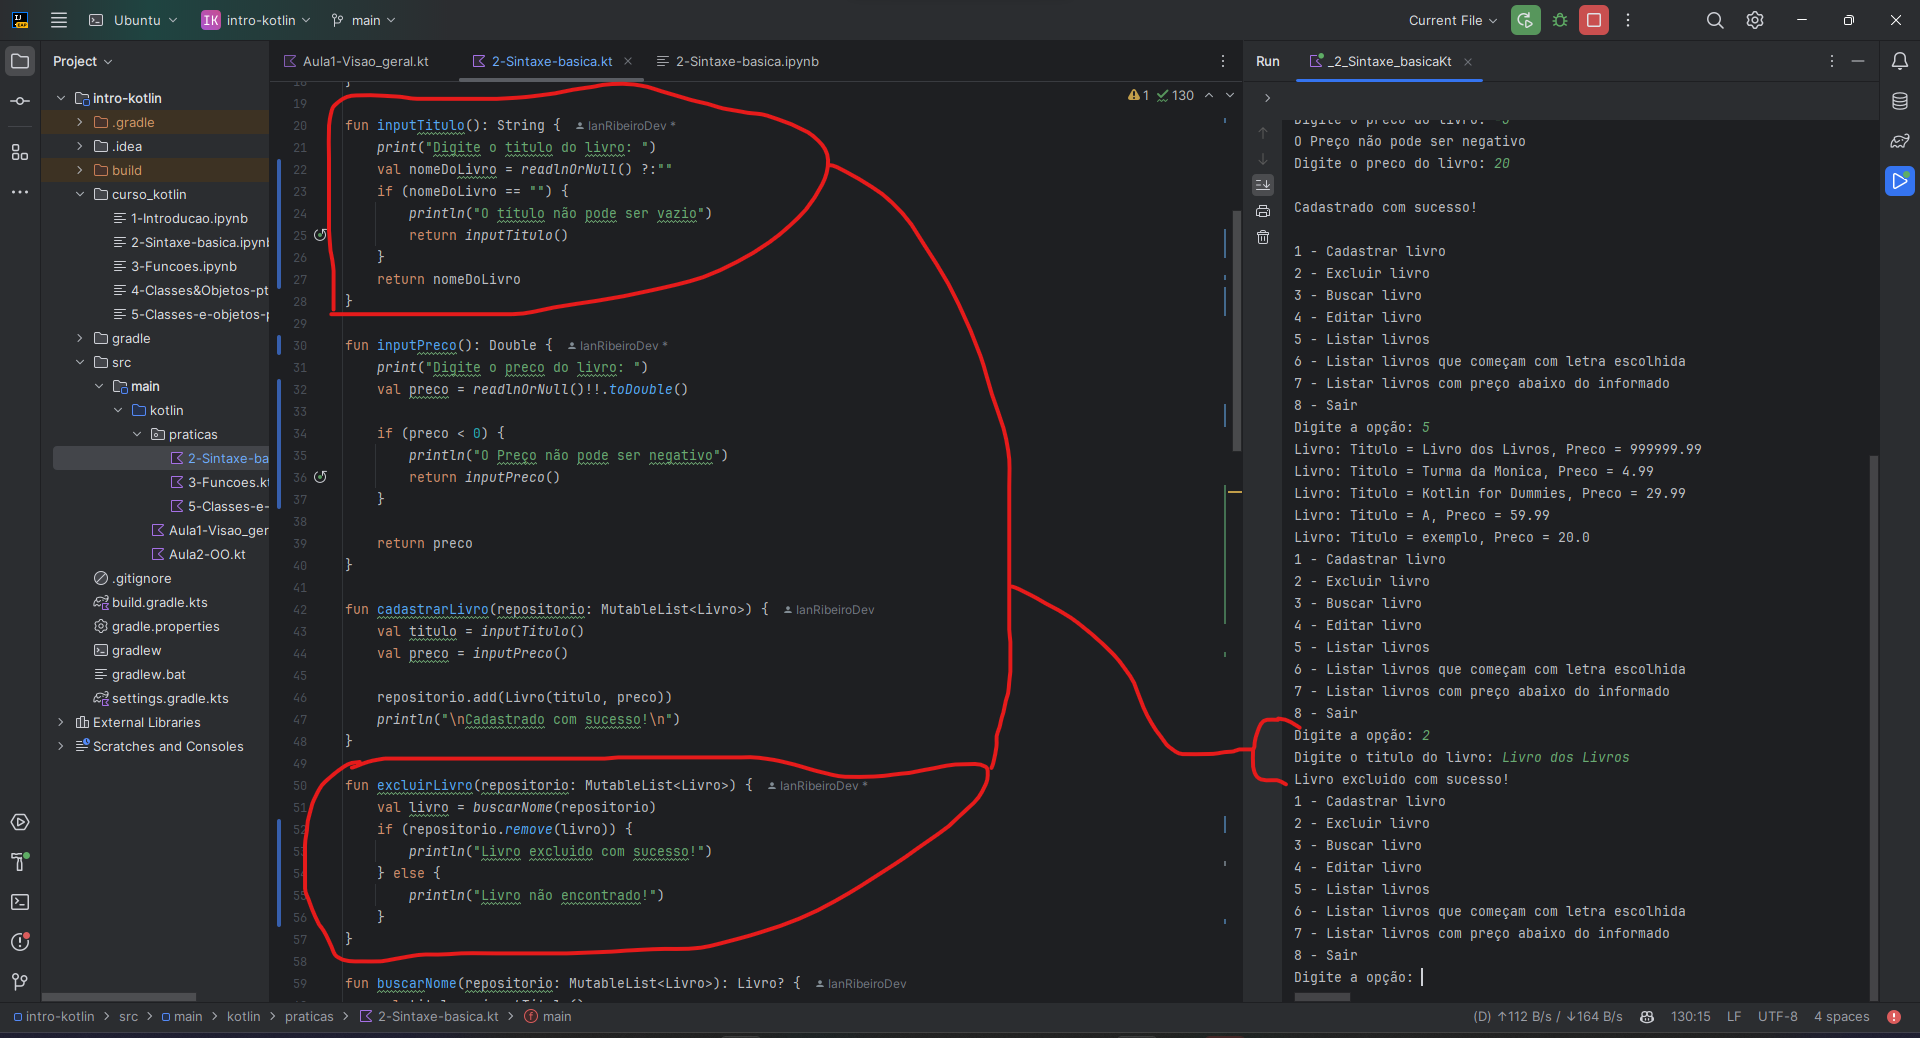 Ubuntu
IK intro-kotlin
main
Current File
Project
Aula1-Visao_geral.kt
2-Sintaxe-basica.kt
2-Sintaxe-basica.ipynb
Run
_2_Sintaxe_basicaKt
intro-kotlin
.gradle
.idea
build
curso_kotlin
1-Introducao.ipynb
2-Sintaxe-basica.ipynb
3-Funcoes.ipynb
4-Classes&Objetos-pt
5-Classes-e-objetos-p
gradle
src
main
kotlin
praticas
2-Sintaxe-ba
3-Funcoes.kt
5-Classes-e-
Aula1-Visao_ger
Aula2-OO.kt
.gitignore
build.gradle.kts
gradle.properties
gradlew
gradlew.bat
settings.gradle.kts
External Libraries
Scratches and Consoles
1 130
18 }
19
20 fun inputTitulo(): String { IanRibeiroDev *
21 print("Digite o titulo do livro: ")
22 val nomeDoLivro = readlnOrNull() ?:""
23 if (nomeDoLivro == "") {
24 println("O titulo não pode ser vazio")
25 return inputTitulo()
26 }
27 return nomeDoLivro
28 }
29
30 fun inputPreco(): Double { IanRibeiroDev *
31 print("Digite o preco do livro: ")
32 val preco = readlnOrNull()!!.toDouble()
33
34 if (preco < 0) {
35 println("O Preço não pode ser negativo")
36 return inputPreco()
37 }
38
39 return preco
40 }
41
42 fun cadastrarLivro(repositorio: MutableList<Livro>) { IanRibeiroDev
43 val titulo = inputTitulo()
44 val preco = inputPreco()
45
46 repositorio.add(Livro(titulo, preco))
47 println("\nCadastrado com sucesso!\n")
48 }
49
50 fun excluirLivro(repositorio: MutableList<Livro>) { IanRibeiroDev *
51 val livro = buscarNome(repositorio)
52 if (repositorio.remove(livro)) {
53 println("Livro excluido com sucesso!")
54 } else {
55 println("Livro não encontrado!")
56 }
57 }
58
59 fun buscarNome(repositorio: MutableList<Livro>): Livro? { IanRibeiroDev
Digite o preco do livro: -5
O Preço não pode ser negativo
Digite o preco do livro: 20
Cadastrado com sucesso!
1 - Cadastrar livro
2 - Excluir livro
3 - Buscar livro
4 - Editar livro
5 - Listar livros
6 - Listar livros que começam com letra escolhida
7 - Listar livros com preço abaixo do informado
8 - Sair
Digite a opção: 5
Livro: Titulo = Livro dos Livros, Preco = 999999.99
Livro: Titulo = Turma da Monica, Preco = 4.99
Livro: Titulo = Kotlin for Dummies, Preco = 29.99
Livro: Titulo = A, Preco = 59.99
Livro: Titulo = exemplo, Preco = 20.0
1 - Cadastrar livro
2 - Excluir livro
3 - Buscar livro
4 - Editar livro
5 - Listar livros
6 - Listar livros que começam com letra escolhida
7 - Listar livros com preço abaixo do informado
8 - Sair
Digite a opção: 2
Digite o titulo do livro: Livro dos Livros
Livro excluido com sucesso!
1 - Cadastrar livro
2 - Excluir livro
3 - Buscar livro
4 - Editar livro
5 - Listar livros
6 - Listar livros que começam com letra escolhida
7 - Listar livros com preço abaixo do informado
8 - Sair
Digite a opção:
intro-kotlin > src > main > kotlin > praticas > 2-Sintaxe-basica.kt > main
(D) ↑112 B/s / ↓164 B/s 130:15 LF UTF-8 4 spaces